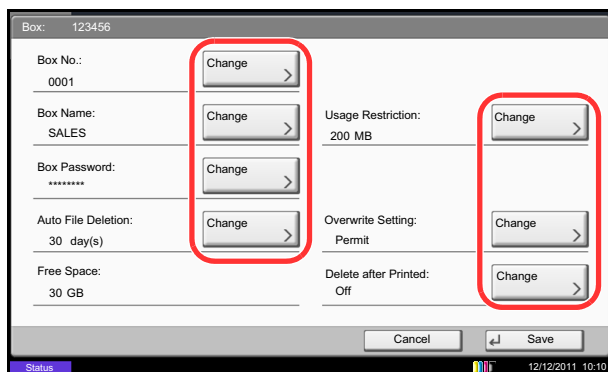 Box: 123456
Box No.:
0001
Change
Box Name:
SALES
Change
Usage Restriction:
200 MB
Change
Box Password:
********
Change
Auto File Deletion:
30 day(s)
Change
Overwrite Setting:
Permit
Change
Free Space:
30 GB
Delete after Printed:
Off
Change
Cancel
Save
Status
12/12/2011 10:10